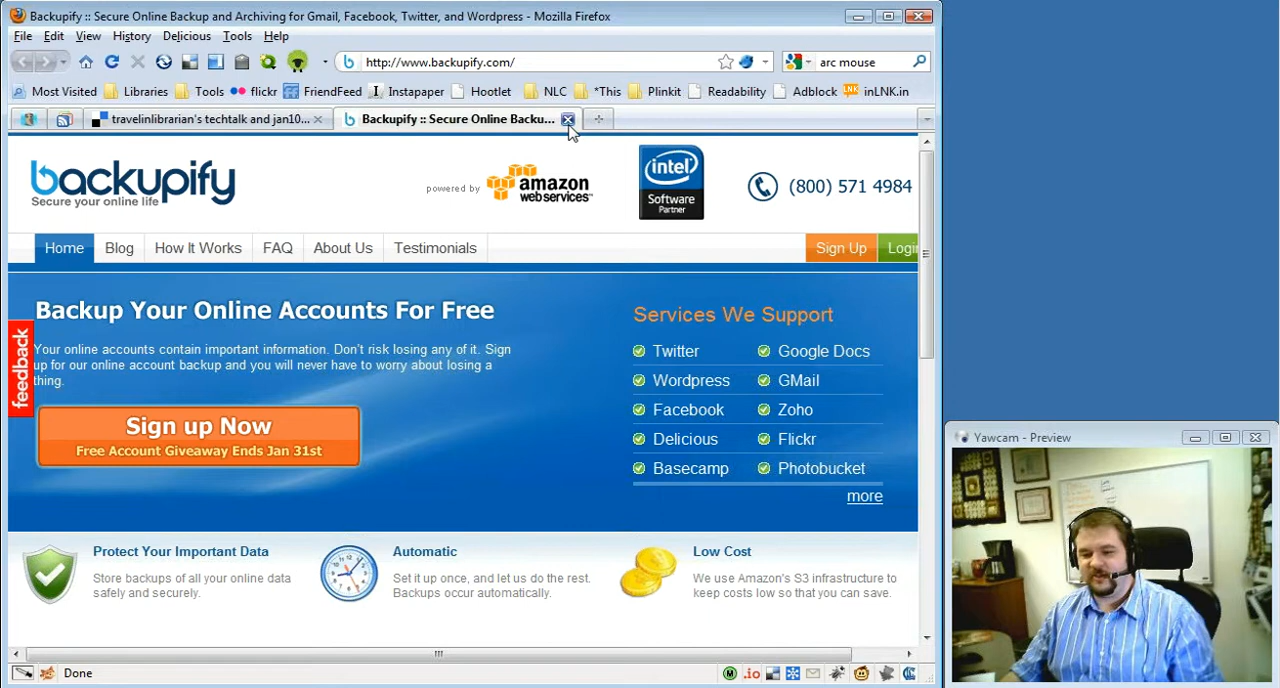 Backupify :: Secure Online Backup and Archiving for Gmail, Facebook, Twitter, and Wordpress - Mozilla Firefox
File Edit View History Delicious Tools Help
http://www.backupify.com/
arc mouse
Most Visited Libraries Tools flickr FriendFeed Instapaper Hootlet NLC *This Plinkit Readability Adblock inLNK.in
travelinlibrarian's techtalk and jan10...
Backupify :: Secure Online Backu...
backupify
Secure your online life
powered by amazon webservices™
intel
Software
Partner
(800) 571 4984
Home Blog How It Works FAQ About Us Testimonials Sign Up Login
Backup Your Online Accounts For Free
Your online accounts contain important information. Don't risk losing any of it. Sign
up for our online account backup and you will never have to worry about losing a
thing.
feedback
Sign up Now
Free Account Giveaway Ends Jan 31st
Services We Support
Twitter Google Docs
Wordpress GMail
Facebook Zoho
Delicious Flickr
Basecamp Photobucket
more
Protect Your Important Data
Store backups of all your online data
safely and securely.
Automatic
Set it up once, and let us do the rest.
Backups occur automatically.
Low Cost
We use Amazon's S3 infrastructure to
keep costs low so that you can save.
Done
.io
Yawcam - Preview